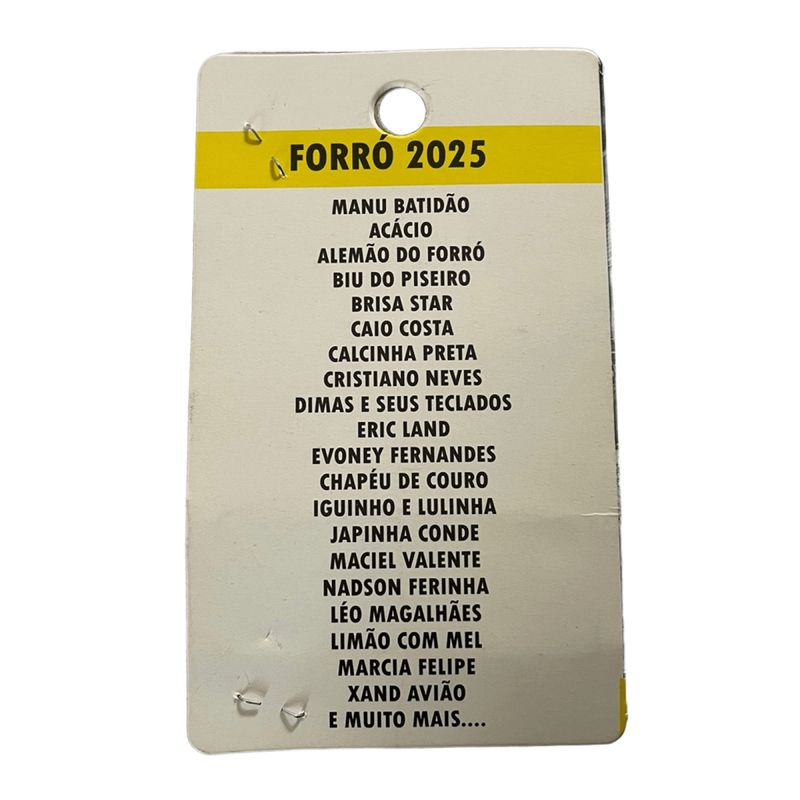 FORRÓ 2025
MANU BATIDÃO
ACÁCIO
ALEMÃO DO FORRÓ
BIU DO PISEIRO
BRISA STAR
CAIO COSTA
CALCINHA PRETA
CRISTIANO NEVES
DIMAS E SEUS TECLADOS
ERIC LAND
EVONEY FERNANDES
CHAPÉU DE COURO
IGUINHO E LULINHA
JAPINHA CONDE
MACIEL VALENTE
NADSON FERINHA
LÉO MAGALHÃES
LIMÃO COM MEL
MARCIA FELIPE
XAND AVIÃO
E MUITO MAIS....